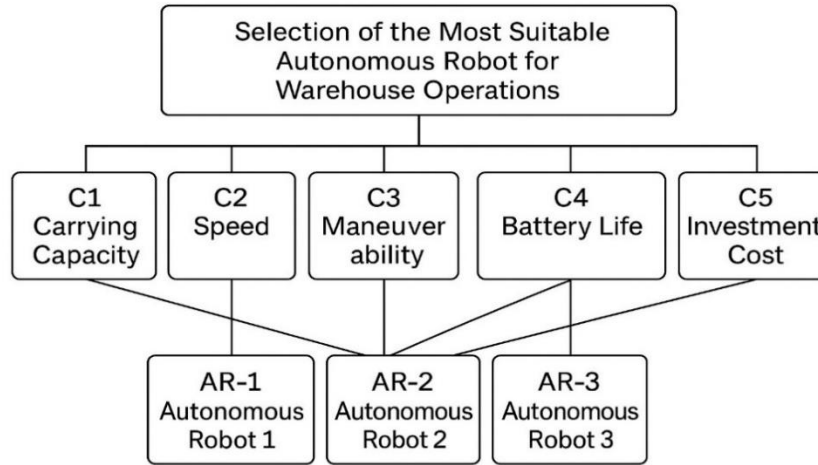 Selection of the Most Suitable
Autonomous Robot for
Warehouse Operations
C1
Carrying
Capacity
C2
Speed
C3
Maneuver
ability
C4
Battery Life
C5
Investment
Cost
AR-1
Autonomous
Robot 1
AR-2
Autonomous
Robot 2
AR-3
Autonomous
Robot 3